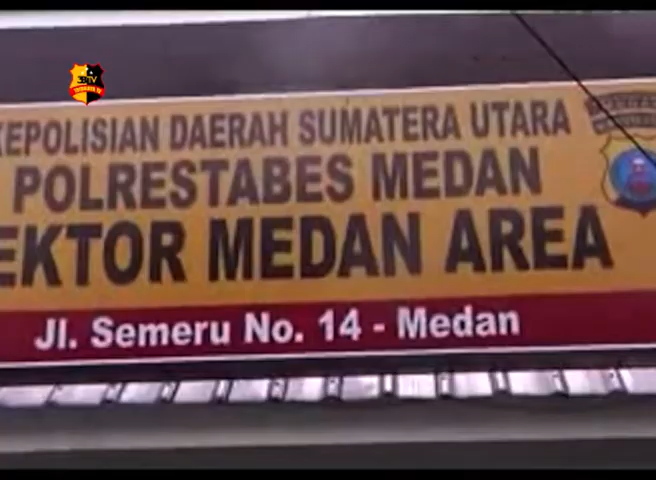 KEPOLISIAN DAERAH SUMATERA UTARA
POLRESTABES MEDAN
EKTOR MEDAN AREA
Jl. Semeru No. 14 - Medan